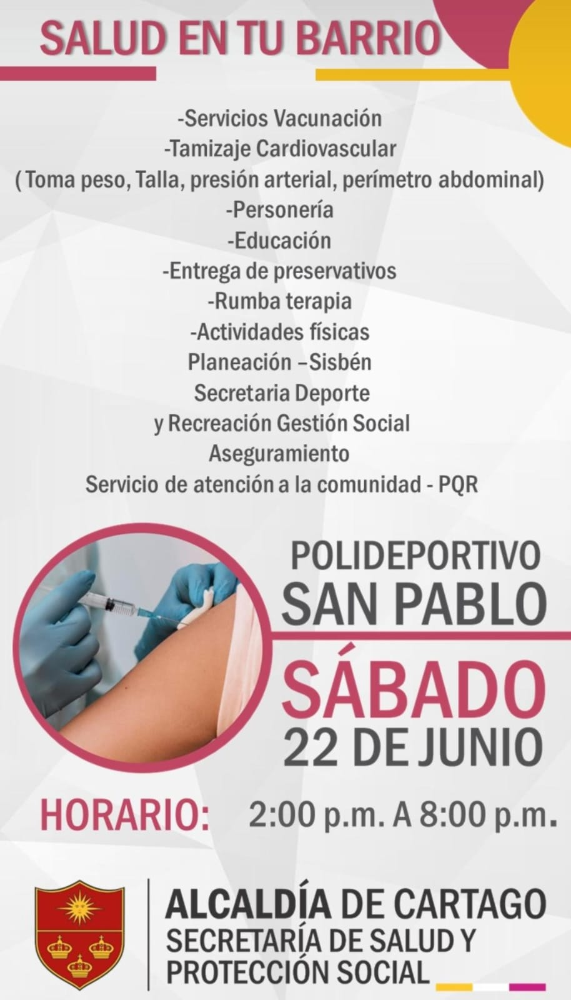 SALUD EN TU BARRIO
-Servicios Vacunación
-Tamizaje Cardiovascular
( Toma peso, Talla, presión arterial, perímetro abdominal)
-Personería
-Educación
-Entrega de preservativos
-Rumba terapia
-Actividades físicas
Planeación –Sisbén
Secretaria Deporte
y Recreación Gestión Social
Aseguramiento
Servicio de atención a la comunidad - PQR
POLIDEPORTIVO
SAN PABLO
SÁBADO
22 DE JUNIO
HORARIO: 2:00 p.m. A 8:00 p.m.
ALCALDÍA DE CARTAGO
SECRETARÍA DE SALUD Y
PROTECCIÓN SOCIAL